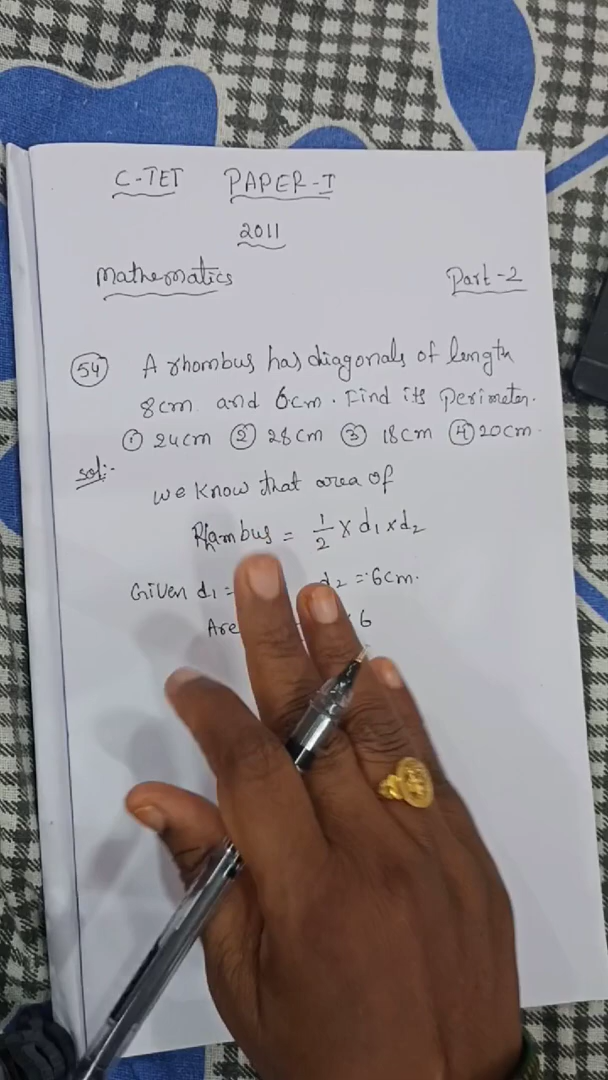 C-TET PAPER-I
2011
Mathematics Part-2
54 A rhombus has diagonals of length
8cm and 6cm. Find its perimeter.
① 24cm ② 28cm ③ 18cm ④ 20cm.
Sol:-
we know that area of
Rhambus = 1/2 x d1 x d2
Given d1 = d2 = 6cm.
6